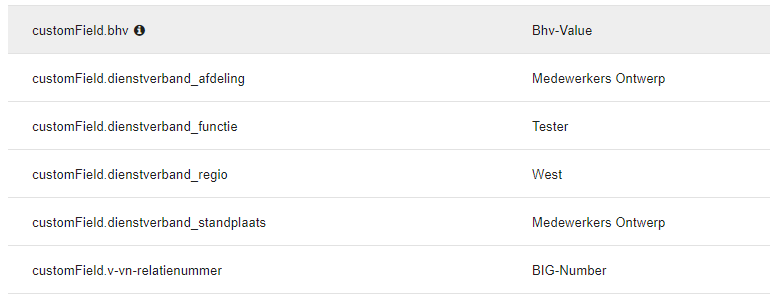 customField.bhv Bhv-Value
customField.dienstverband_afdeling Medewerkers Ontwerp
customField.dienstverband_functie Tester
customField.dienstverband_regio West
customField.dienstverband_standplaats Medewerkers Ontwerp
customField.v-vn-relatienummer BIG-Number